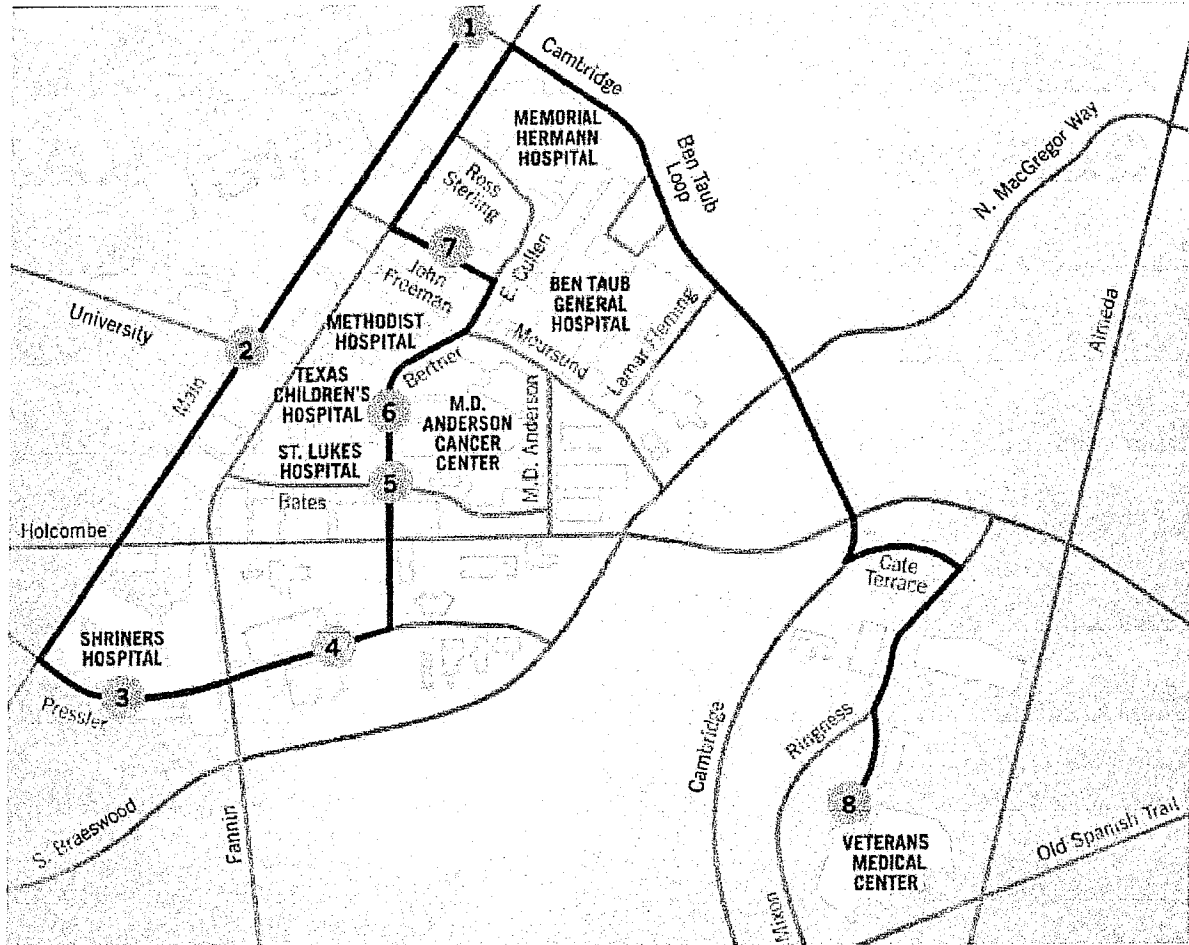 1
Cambridge
MEMORIAL
HERMANN
HOSPITAL
Ben Taub
Loop
N. MacGregor Way
Ross
Sterling
7
John
Freeman
E. Cullen
BEN TAUB
GENERAL
HOSPITAL
Almeda
University
METHODIST
HOSPITAL
Moursund
Lamar Fleming
2
Main
Bertner
TEXAS
CHILDREN'S
HOSPITAL
6
M.D.
ANDERSON
CANCER
CENTER
M.D. Anderson
ST. LUKES
HOSPITAL
5
Bates
Holcombe
Cate
Terrace
SHRINERS
HOSPITAL
4
3
Pressler
Cambridge
Ringness
S. Braeswood
Fannin
8
VETERANS
MEDICAL
CENTER
Old Spanish Trail
Mixon